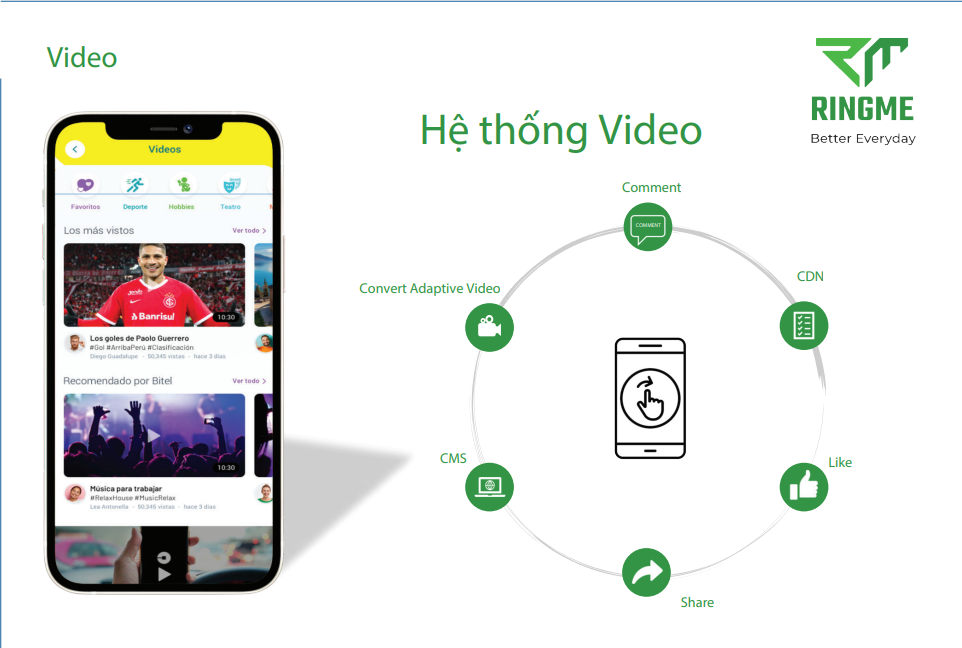 Video
RINGME
Better Everyday
Hệ thống Video
Videos
Favoritos
Deporte
Hobbies
Teatro
Los más vistos
Ver todo >
Banrisul
10:30
Los goles de Paolo Guerrero
#Gol #ArribaPerú #Clasificación
Diego Guadalupe - 50,345 vistas - hace 3 días
Recomendado por Bitel
Ver todo >
10:30
Música para trabajar
#RelaxHouse #MusicRelax
Lea Antonella - 50,345 vistas - hace 3 días
Comment
COMMENT
CDN
Convert Adaptive Video
CMS
Like
Share